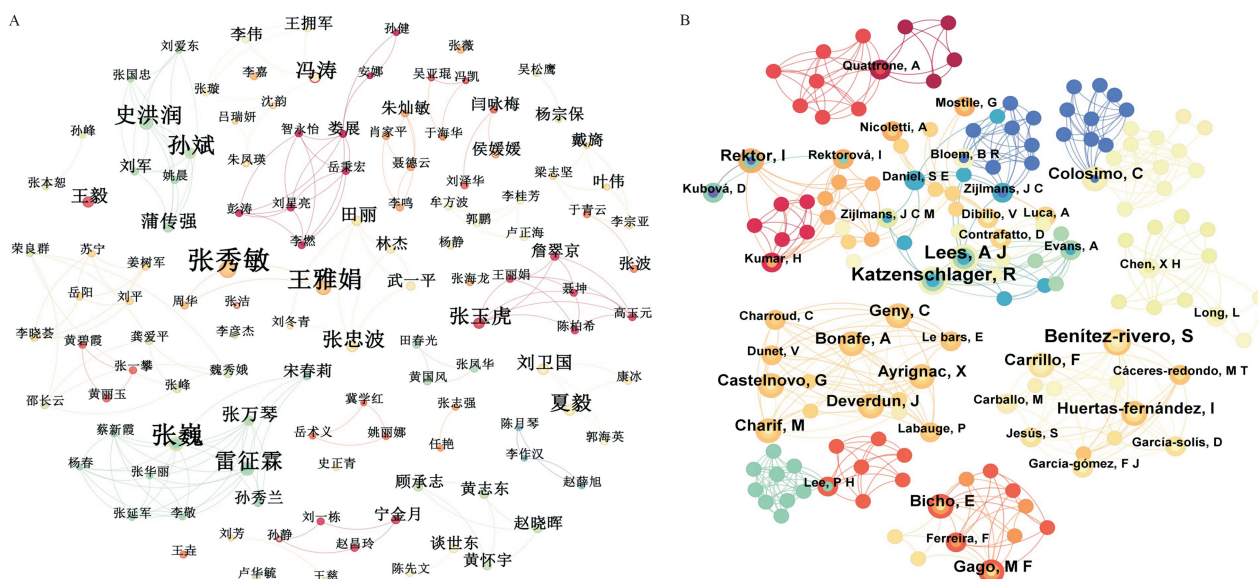 A
孙健
刘爱东
王拥军
李伟
张薇
张国忠
冯涛
安娜
吴亚琨
冯凯
吴松鹰
李嘉
张璇
史洪润
沈韵
朱灿敏
闫咏梅
杨宗保
吕瑞妍
智永怡
娄展
肖家平
于海华
孙斌
孙峰
戴旖
侯媛媛
刘军
朱凤瑛
岳秉宏
聂德云
姚晨
梁志坚
张本恕
刘泽华
叶伟
王毅
李鸣
李桂芳
刘星亮
牟方波
蒲传强
彭涛
田丽
郭鹏
于青云
李宗亚
李燃
林杰
杨静
卢正海
荣良群
苏宁
詹翠京
姜树军
张秀敏
王雅娟
张波
武一平
张海龙
王丽娟
岳阳
刘平
周华
张洁
聂坤
高玉元
李晓荟
龚爱平
刘冬青
张玉虎
陈柏希
黄碧霞
李彦杰
张忠波
田春光
张一攀
张凤华
刘卫国
宋春莉
魏秀娥
黄国风
康冰
张峰
邵长云
黄丽玉
冀学红
张志强
夏毅
张万琴
陈月琴
张巍
岳术义
姚丽娜
郭海英
蔡新霞
任艳
李作汉
雷征霖
史正青
杨春
张华丽
赵薛旭
顾承志
黄志东
孙秀兰
张延军
李敬
刘一栋
宁金月
赵晓晖
刘芳
孙静
谈世东
王垚
赵昌玲
黄怀宇
陈先文
卢华毓
王慈
B
Quattrone, A
Mostile, G
Nicoletti, A
Rektor, I
Rektorová, I
Bloem, B R
Colosimo, C
Daniel, S E
Kubová, D
Zijlmans, J C
Zijlmans, J C M
Dibilio, V
Luca, A
Contrafatto, D
Lees, A J
Evans, A
Kumar, H
Chen, X H
Katzenschlager, R
Long, L
Charroud, C
Geny, C
Bonafe, A
Le bars, E
Benítez-rivero, S
Dunet, V
Carrillo, F
Ayrignac, X
Cáceres-redondo, M T
Castelnovo, G
Deverdun, J
Carballo, M
Huertas-fernández, I
Charif, M
Labauge, P
Jesús, S
García-solís, D
García-gómez, F J
Lee, P H
Bicho, E
Ferreira, F
Gago, M F